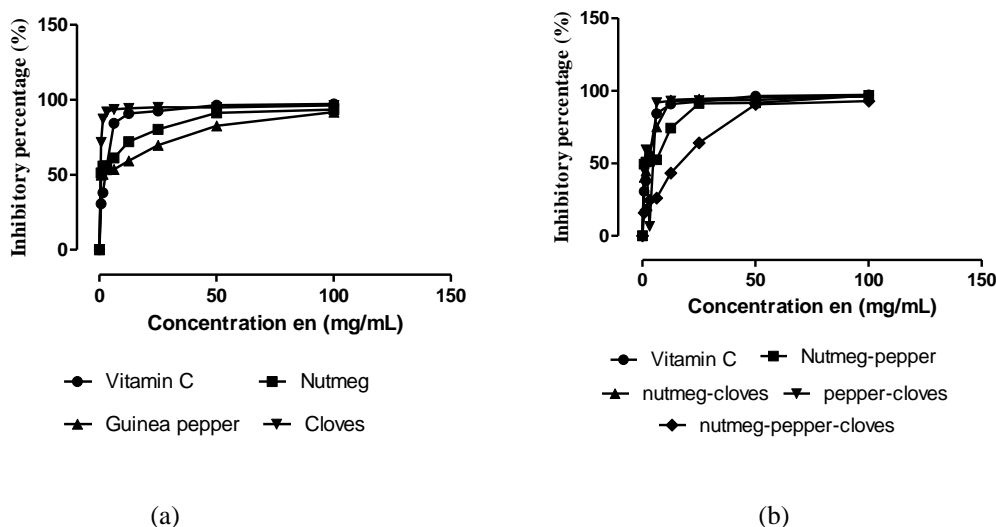 150
100
50
0
Inhibitory percentage (%)
0 50 100 150
Concentration en (mg/mL)
Vitamin C Nutmeg
Guinea pepper Cloves
(a)
150
100
50
0
Inhibitory percentage (%)
0 50 100 150
Concentration en (mg/mL)
Vitamin C Nutmeg-pepper
nutmeg-cloves pepper-cloves
nutmeg-pepper-cloves
(b)